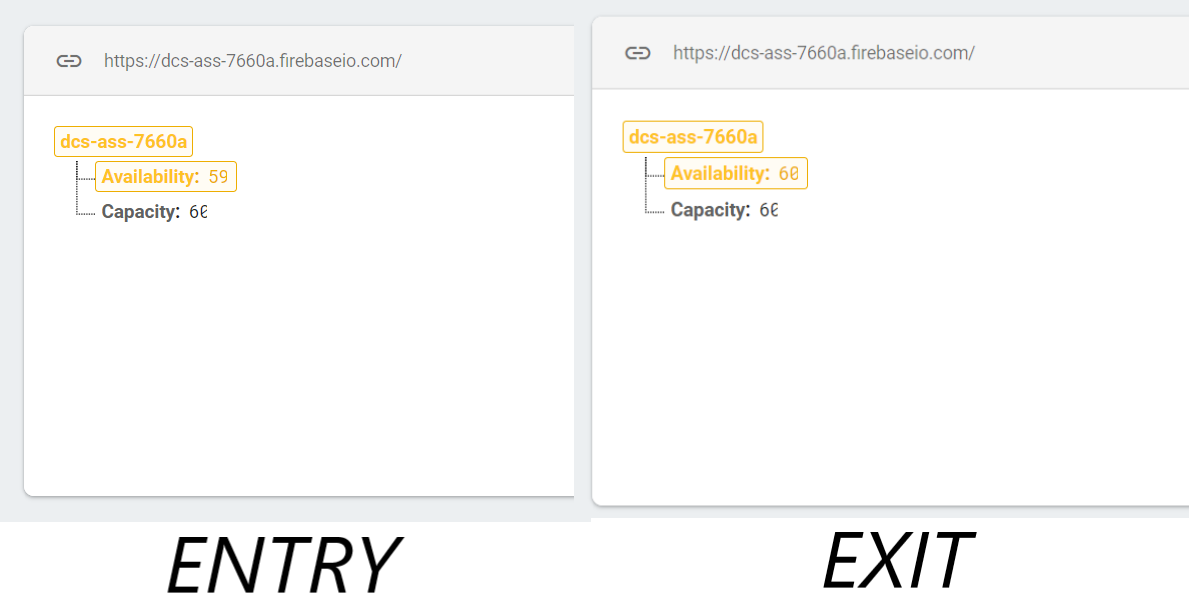 https://dcs-ass-7660a.firebaseio.com/
dcs-ass-7660a
Availability: 59
Capacity: 60
ENTRY
https://dcs-ass-7660a.firebaseio.com/
dcs-ass-7660a
Availability: 60
Capacity: 60
EXIT